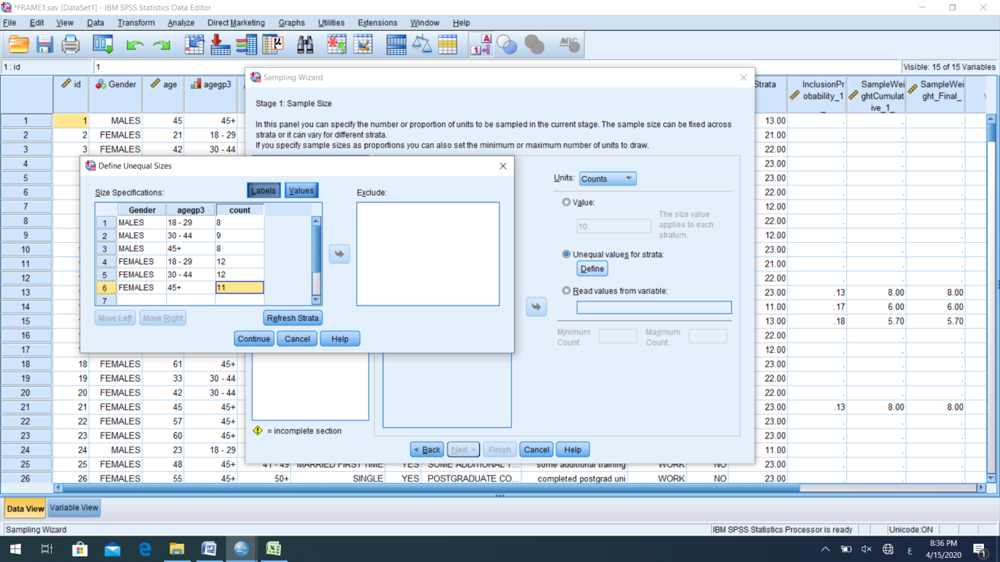 *FRAME1.sav [DataSet1] - IBM SPSS Statistics Data Editor
File Edit View Data Transform Analyze Direct Marketing Graphs Utilities Extensions Window Help
1 : id 1 Visible: 15 of 15 Variables
id Gender age agegp3 Strata InclusionPr SampleWei SampleWei
obability_1 ghtCumulat ght_Final_
_ ive_1_
1 1 MALES 45 45+ 13.00 . . .
2 2 FEMALES 21 18 - 29 21.00 . . .
3 3 FEMALES 42 30 - 44 22.00 . . .
4 23.00 . . .
5 23.00 . . .
6 22.00 . . .
7 12.00 . . .
8 22.00 . . .
9 12.00 . . .
10 23.00 . . .
11 21.00 . . .
12 22.00 . . .
13 23.00 .13 8.00 8.00
14 11.00 .17 6.00 6.00
15 13.00 .18 5.70 5.70
16 22.00 . . .
17 12.00 . . .
18 18 FEMALES 61 45+ 23.00 . . .
19 19 FEMALES 33 30 - 44 22.00 . . .
20 20 FEMALES 42 30 - 44 22.00 . . .
21 21 FEMALES 45 45+ 23.00 .13 8.00 8.00
22 22 FEMALES 57 45+ 23.00 . . .
23 23 FEMALES 60 45+ 23.00 . . .
24 24 MALES 23 18 - 29 11.00 . . .
25 25 FEMALES 48 45+ 41 - 49 MARRIED FIRST TIME YES SOME ADDITIONAL T... some additional training WORK NO 23.00 . . .
26 26 FEMALES 55 45+ 50+ SINGLE YES POSTGRADUATE CO... completed postgrad uni WORK NO 23.00 . . .
Sampling Wizard
Stage 1: Sample Size
In this panel you can specify the number or proportion of units to be sampled in the current stage. The sample size can be fixed across
strata or it can vary for different strata.
If you specify sample sizes as proportions you can also set the minimum or maximum number of units to draw.
Units: Counts
Value:
10
The size value
applies to each
stratum.
Unequal values for strata:
Define
Read values from variable:
Minimum Maximum
Count: Count:
= incomplete section
< Back Next > Finish Cancel Help
Define Unequal Sizes
Size Specifications: Labels Values Exclude:
Gender agegp3 count
1 MALES 18 - 29 8
2 MALES 30 - 44 9
3 MALES 45+ 8
4 FEMALES 18 - 29 12
5 FEMALES 30 - 44 12
6 FEMALES 45+ 11
7
Move Left Move Right Refresh Strata
Continue Cancel Help
Data View Variable View
Sampling Wizard IBM SPSS Statistics Processor is ready Unicode:ON
8:36 PM
ع 4/15/2020 1